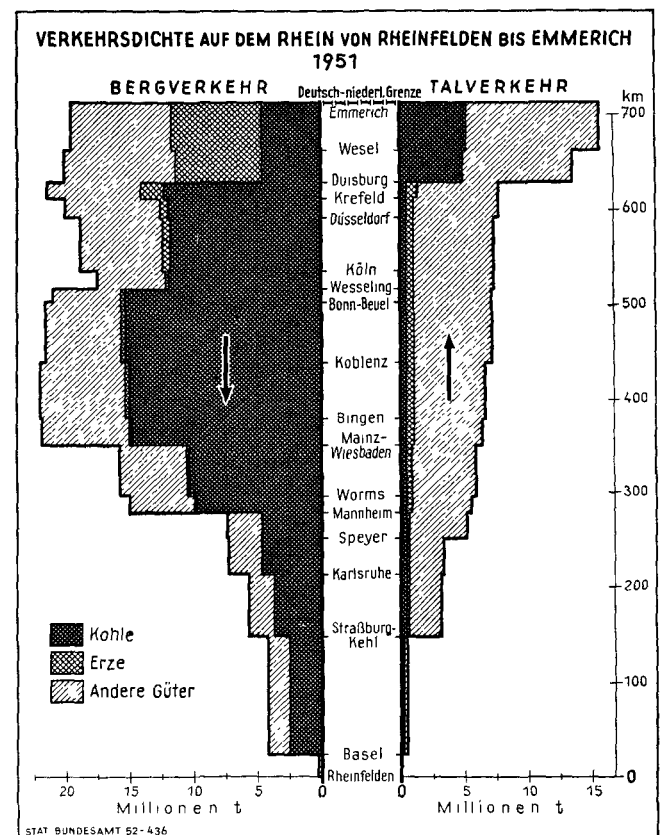 VERKEHRSDICHTE AUF DEM RHEIN VON RHEINFELDEN BIS EMMERICH
1951
BERGVERKEHR
Deutsch-niederl. Grenze
TALVERKEHR
km
Emmerich
700
Wesel
Duisburg
Krefeld
600
Düsseldorf
Köln
Wesseling
Bonn-Beuel
500
Koblenz
400
Bingen
Mainz-
Wiesbaden
Worms
300
Mannheim
Speyer
Karlsruhe
200
Straßburg-
Kehl
Kohle
Erze
100
Andere Güter
Basel
Rheinfelden
0
20 15 10 5 0 0 5 10 15
Millionen t
Millionen t
STAT BUNDESAMT 52-436